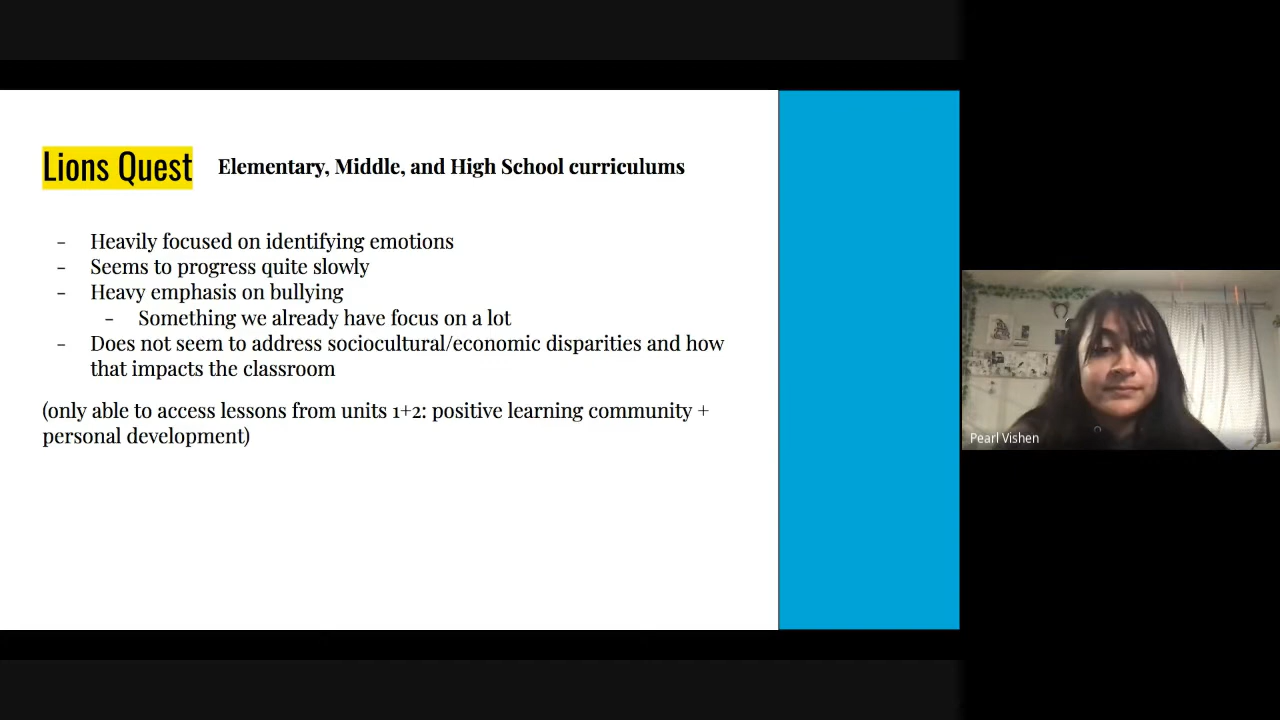 Lions Quest Elementary, Middle, and High School curriculums
- Heavily focused on identifying emotions
- Seems to progress quite slowly
- Heavy emphasis on bullying
- Something we already have focus on a lot
- Does not seem to address sociocultural/economic disparities and how
that impacts the classroom
(only able to access lessons from units 1+2: positive learning community +
personal development)
Pearl Vishen